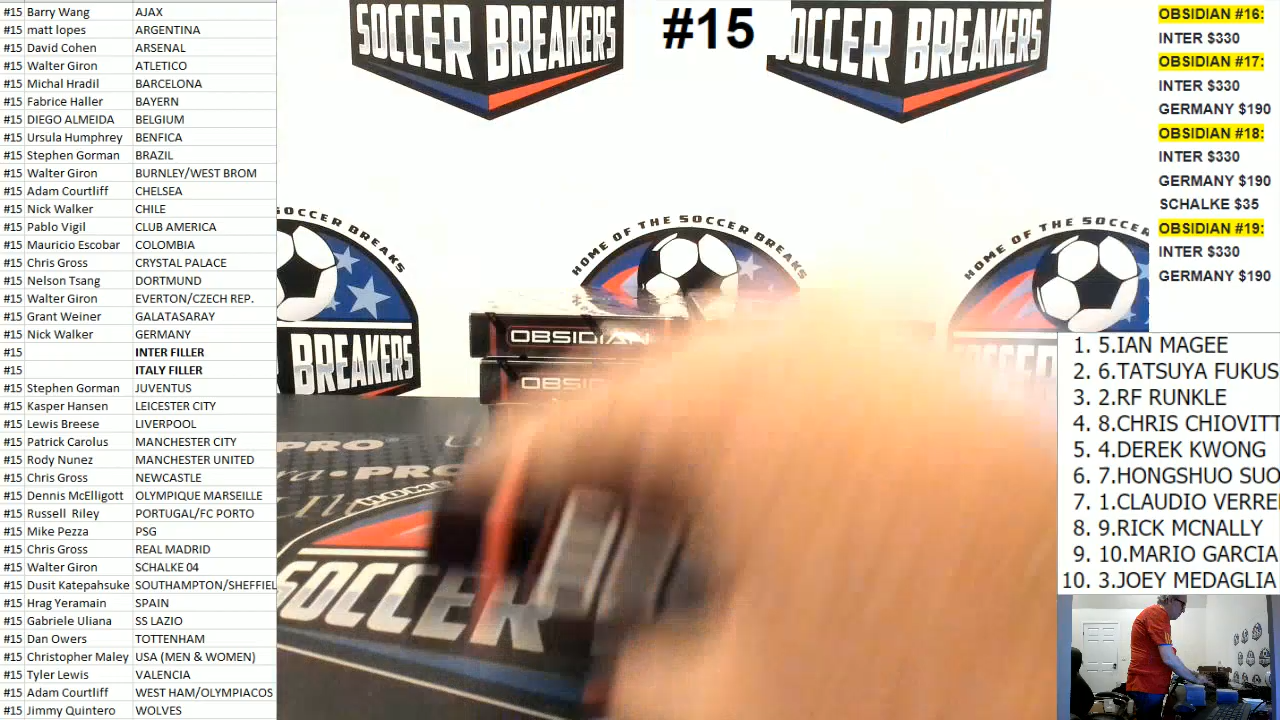 #15 Barry Wang AJAX
#15 matt lopes ARGENTINA
#15 David Cohen ARSENAL
#15 Walter Giron ATLETICO
#15 Michal Hradil BARCELONA
#15 Fabrice Haller BAYERN
#15 DIEGO ALMEIDA BELGIUM
#15 Ursula Humphrey BENFICA
#15 Stephen Gorman BRAZIL
#15 Walter Giron BURNLEY/WEST BROM
#15 Adam Courtliff CHELSEA
#15 Nick Walker CHILE
#15 Pablo Vigil CLUB AMERICA
#15 Mauricio Escobar COLOMBIA
#15 Chris Gross CRYSTAL PALACE
#15 Nelson Tsang DORTMUND
#15 Walter Giron EVERTON/CZECH REP.
#15 Grant Weiner GALATASARAY
#15 Nick Walker GERMANY
#15 INTER FILLER
#15 ITALY FILLER
#15 Stephen Gorman JUVENTUS
#15 Kasper Hansen LEICESTER CITY
#15 Lewis Breese LIVERPOOL
#15 Patrick Carolus MANCHESTER CITY
#15 Rody Nunez MANCHESTER UNITED
#15 Chris Gross NEWCASTLE
#15 Dennis McElligott OLYMPIQUE MARSEILLE
#15 Russell Riley PORTUGAL/FC PORTO
#15 Mike Pezza PSG
#15 Chris Gross REAL MADRID
#15 Walter Giron SCHALKE 04
#15 Dusit Katepahsuke SOUTHAMPTON/SHEFFIEL
#15 Hrag Yeramain SPAIN
#15 Gabriele Uliana SS LAZIO
#15 Dan Owers TOTTENHAM
#15 Christopher Maley USA (MEN & WOMEN)
#15 Tyler Lewis VALENCIA
#15 Adam Courtliff WEST HAM/OLYMPIACOS
#15 Jimmy Quintero WOLVES
SOCCER BREAKERS
#15
SOCCER BREAKERS
SOCCER BREAKS
BREAKERS
HOME OF THE SOCCER BREAKS
HOME OF THE SOCCER
OBSIDIAN
OBSI
PRO
PRO
SOCCER
OBSIDIAN #16:
INTER $330
OBSIDIAN #17:
INTER $330
GERMANY $190
OBSIDIAN #18:
INTER $330
GERMANY $190
SCHALKE $35
OBSIDIAN #19:
INTER $330
GERMANY $190
1. 5.IAN MAGEE
2. 6.TATSUYA FUKUS
3. 2.RF RUNKLE
4. 8.CHRIS CHIOVITT
5. 4.DEREK KWONG
6. 7.HONGSHUO SUO
7. 1.CLAUDIO VERRE
8. 9.RICK MCNALLY
9. 10.MARIO GARCIA
10. 3.JOEY MEDAGLIA